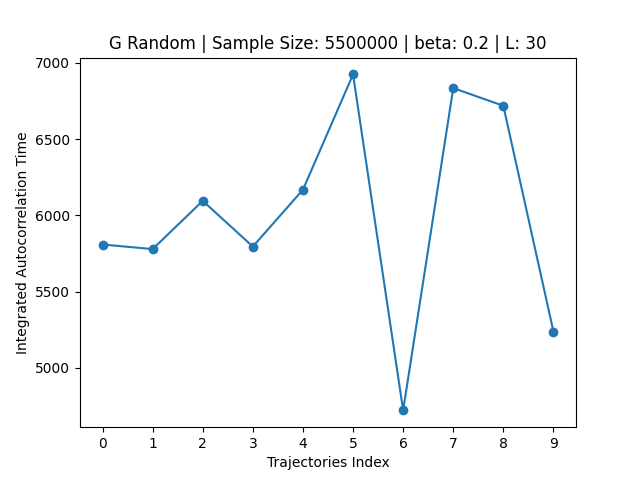 G Random | Sample Size: 5500000 | beta: 0.2 | L: 30
Integrated Autocorrelation Time
7000
6500
6000
5500
5000
0 1 2 3 4 5 6 7 8 9
Trajectories Index